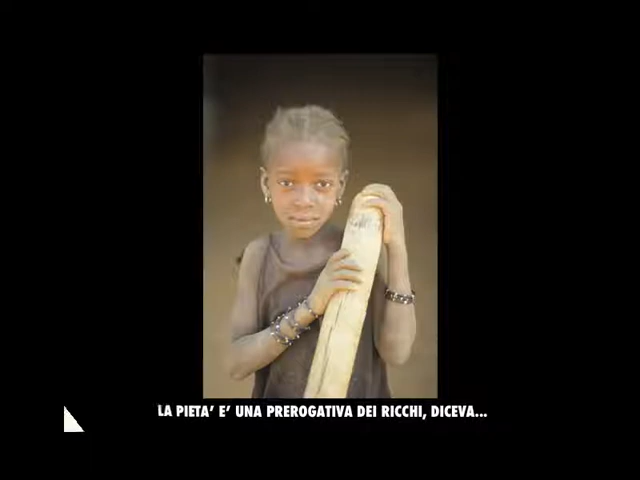 LA PIETA' E' UNA PREROGATIVA DEI RICCHI, DICEVA...